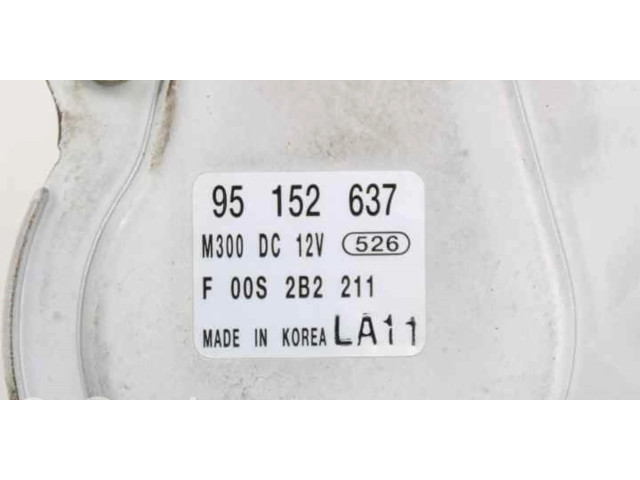 95 152 637
M300 DC 12V 526
F 00S 2B2 211
MADE IN KOREA LA11